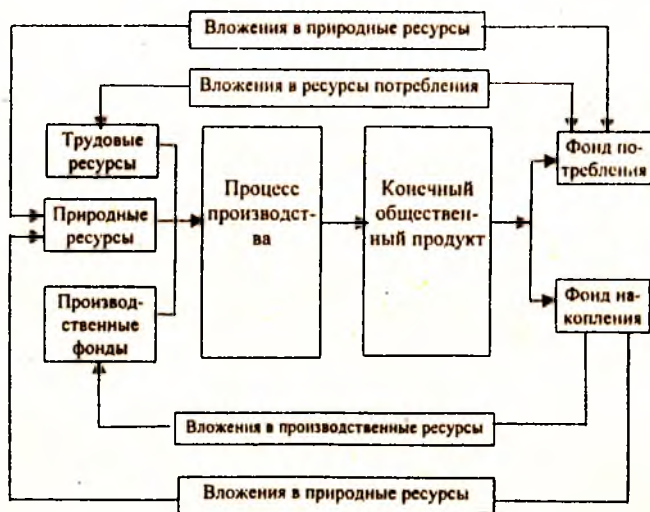 Вложения в природные ресурсы
Вложения в ресурсы потребления
Трудовые
ресурсы
Природные
ресурсы
Производ-
ственные
фонды
Процесс
производст-
ва
Конечный
обществен-
ный продукт
Фонд по-
требления
Фонд на-
копления
Вложения в производственные ресурсы
Вложения в природные ресурсы